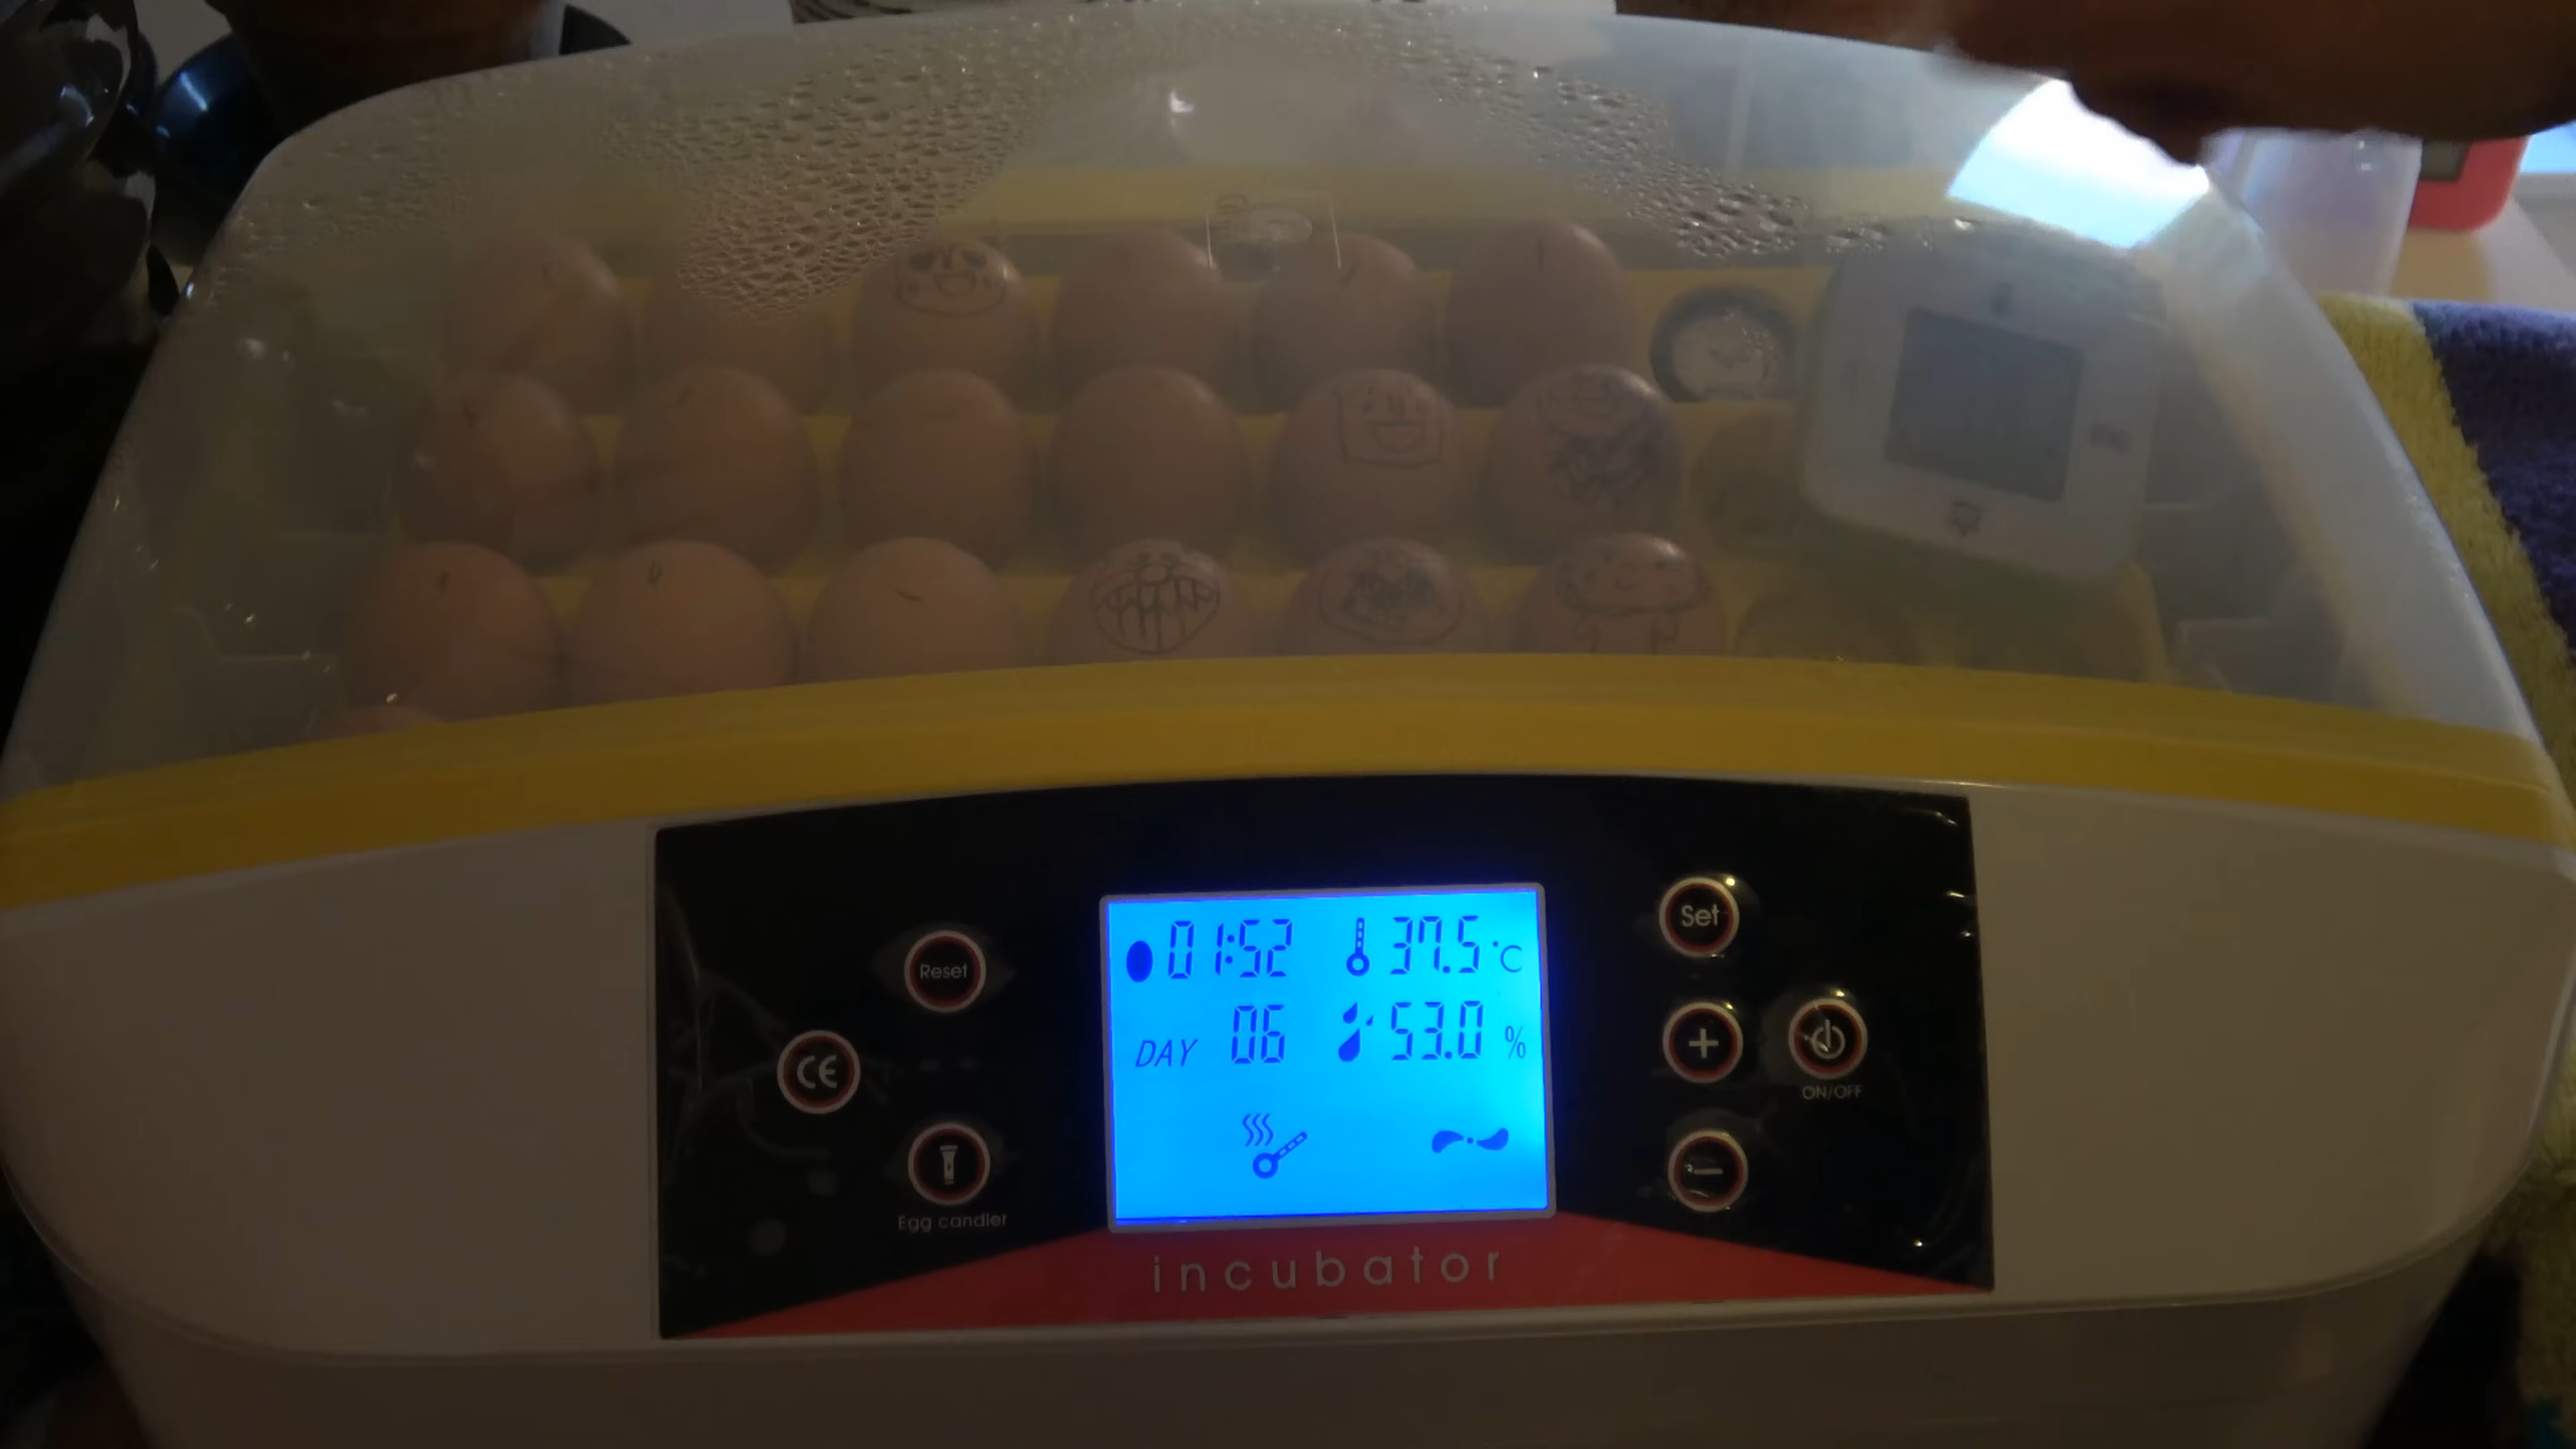 01:52 37.5 °C
DAY 06 53.0 %
Reset
CE
Egg candler
Set
+
ON/OFF
-
incubator